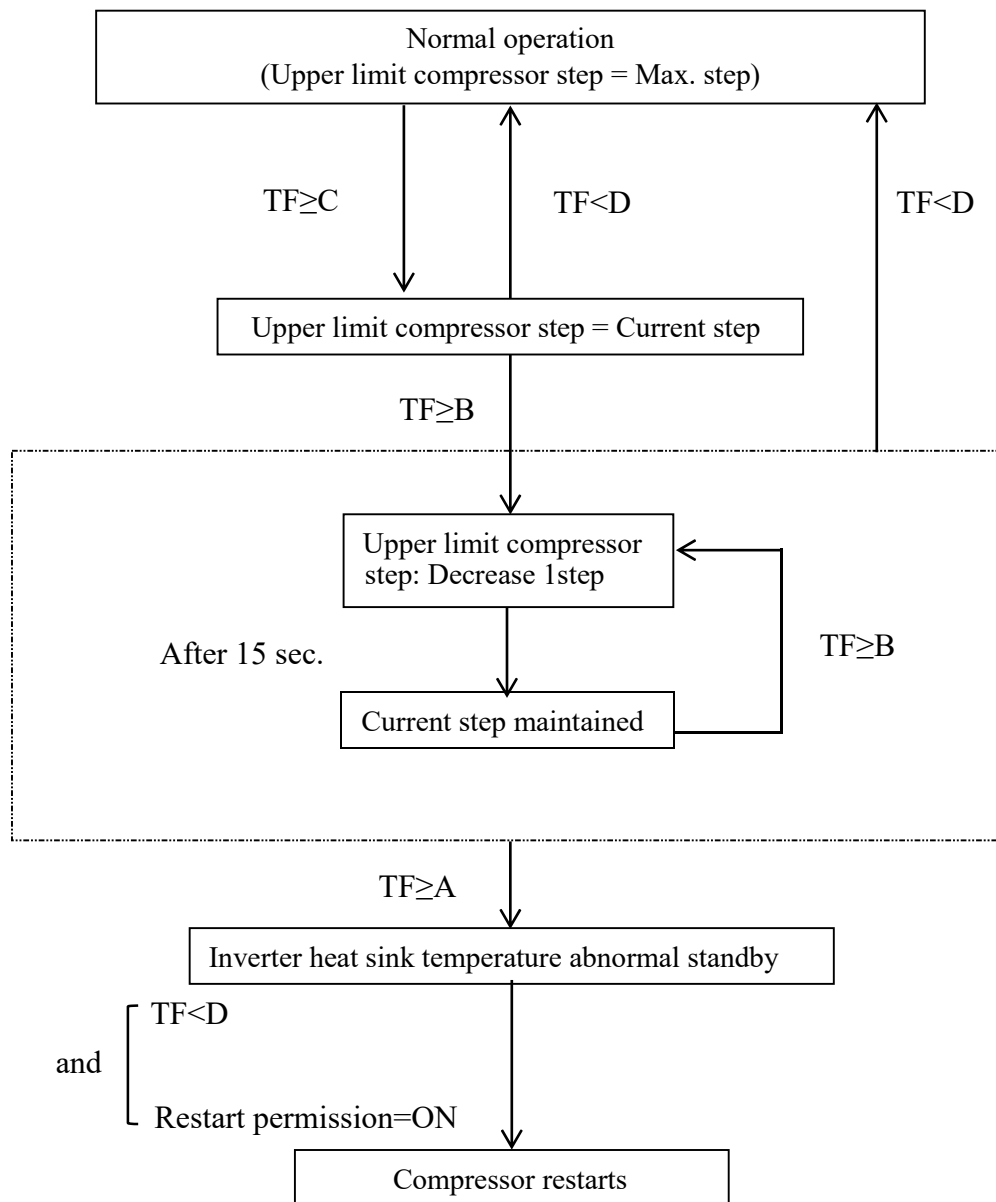 Normal operation
(Upper limit compressor step = Max. step)
TF≥C
TF<D
TF<D
Upper limit compressor step = Current step
TF≥B
Upper limit compressor
step: Decrease 1step
After 15 sec.
TF≥B
Current step maintained
TF≥A
Inverter heat sink temperature abnormal standby
TF<D
and
Restart permission=ON
Compressor restarts